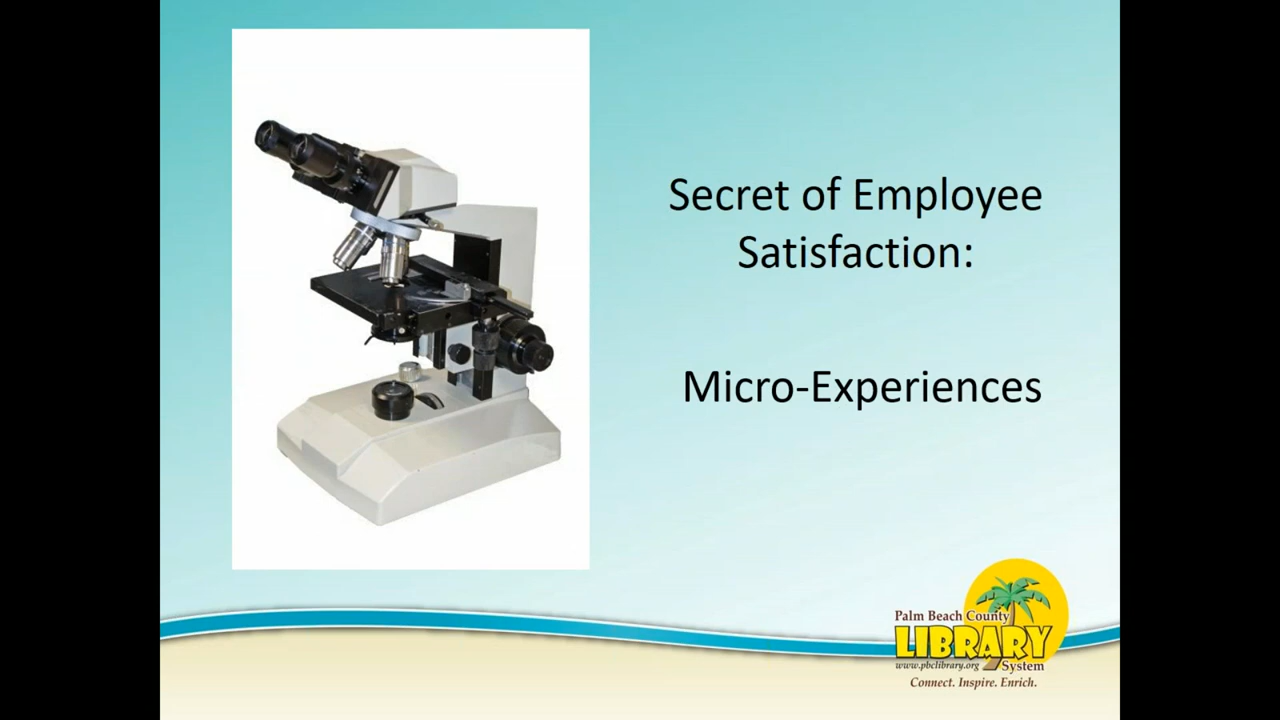 Secret of Employee
Satisfaction:
Micro-Experiences
Palm Beach County
LIBRARY
www.pbclibrary.org System
Connect. Inspire. Enrich.